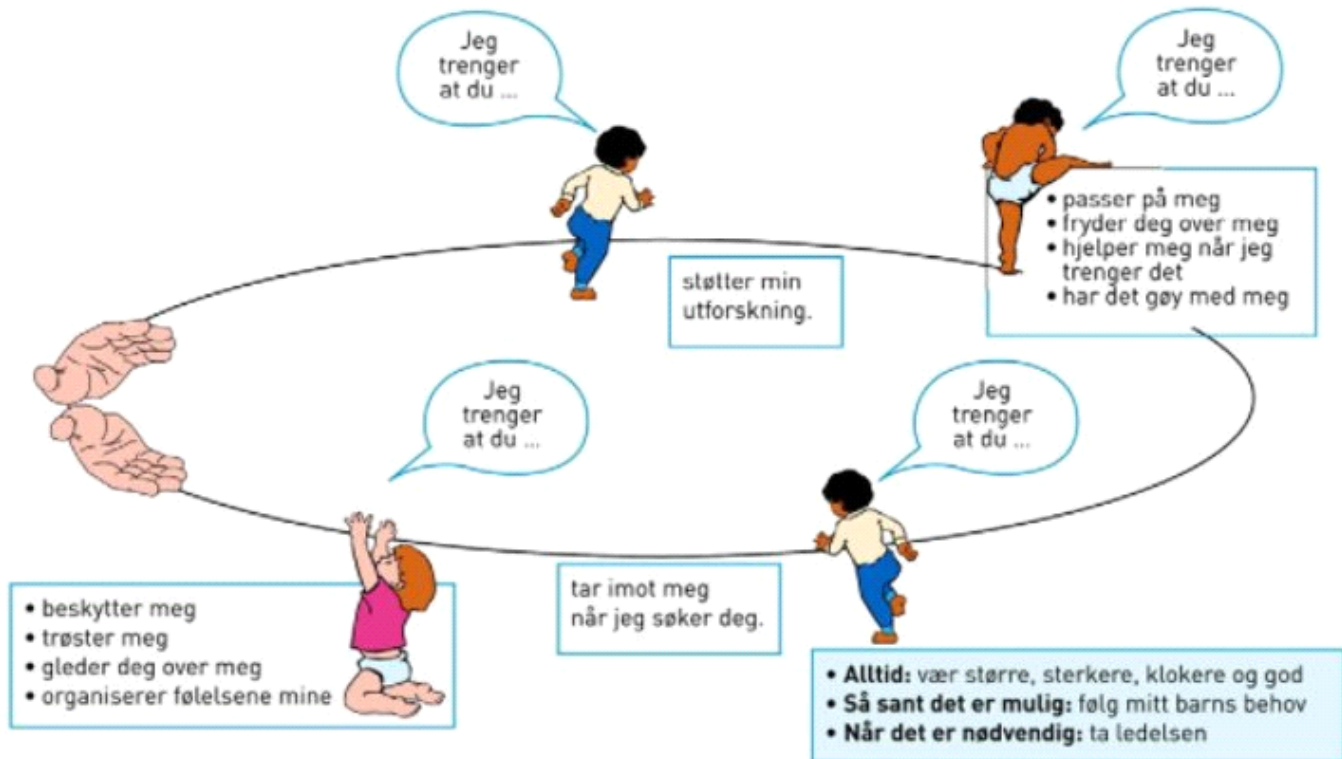 Jeg
trenger
at du ...
Jeg
trenger
at du ...
• passer på meg
• fryder deg over meg
• hjelper meg når jeg
trenger det
• har det gøy med meg
støtter min
utforskning.
Jeg
trenger
at du ...
Jeg
trenger
at du ...
tar imot meg
når jeg søker deg.
• beskytter meg
• trøster meg
• gleder deg over meg
• organiserer følelsene mine
• Alltid: vær større, sterkere, klokere og god
• Så sant det er mulig: følg mitt barns behov
• Når det er nødvendig: ta ledelsen